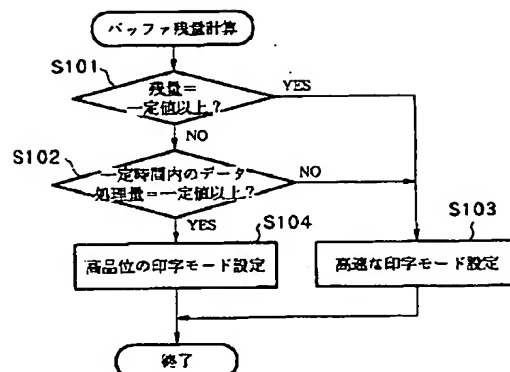 バッファ残量計算
S101
残量=
一定値以上?
YES
NO
S102
一定時間内のデータ
処理量=一定値以上?
NO
YES
S104
S103
高品位の印字モード設定
高速な印字モード設定
終了